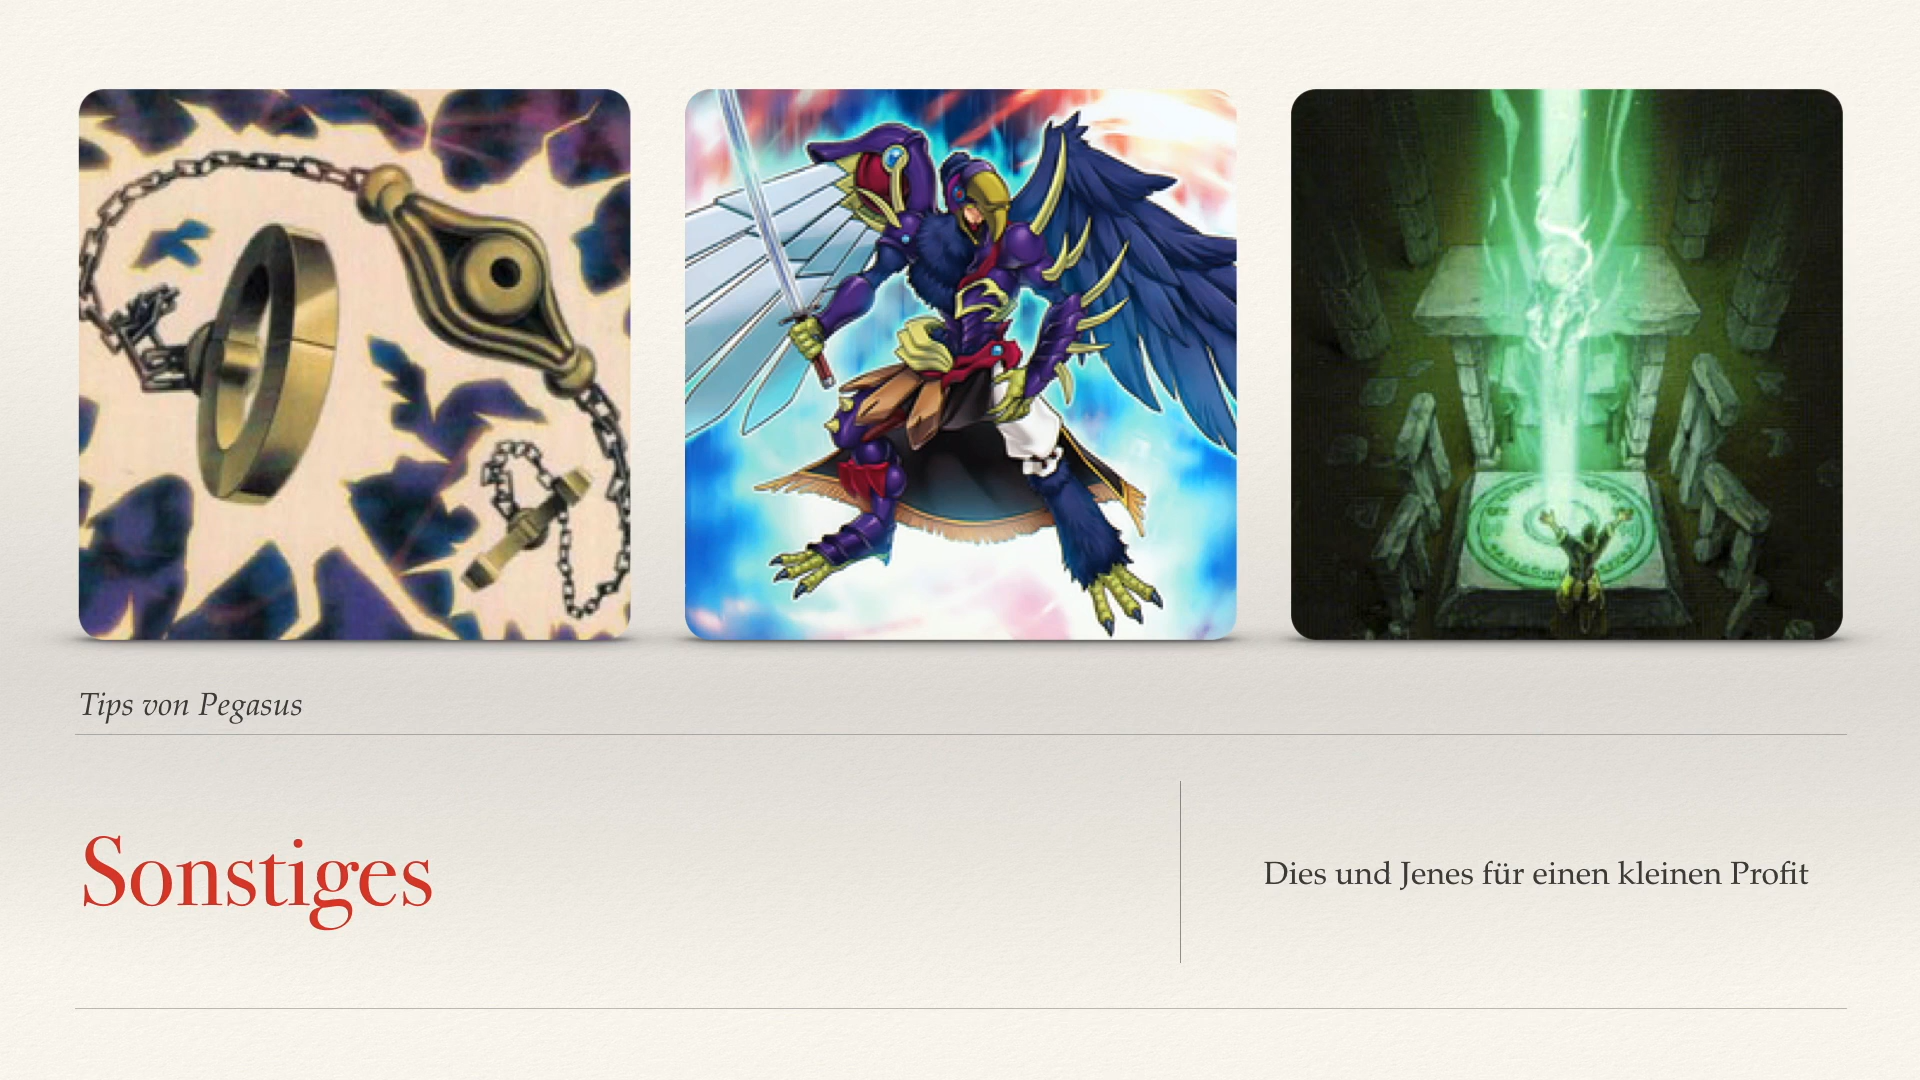 Tips von Pegasus
Sonstiges
Dies und Jenes für einen kleinen Profit